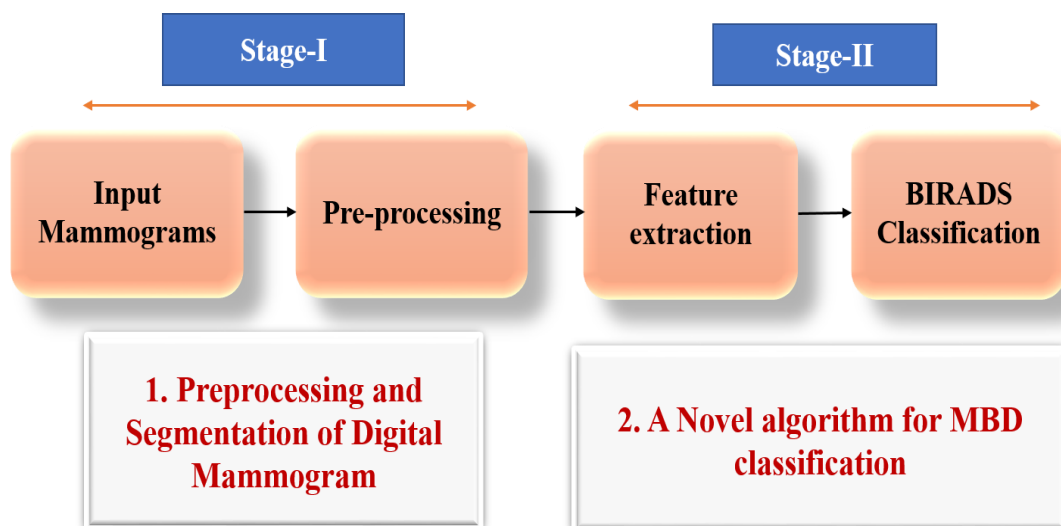 Stage-I
Stage-II
Input
Mammograms
Pre-processing
Feature
extraction
BIRADS
Classification
1. Preprocessing and
Segmentation of Digital
Mammogram
2. A Novel algorithm for MBD
classification